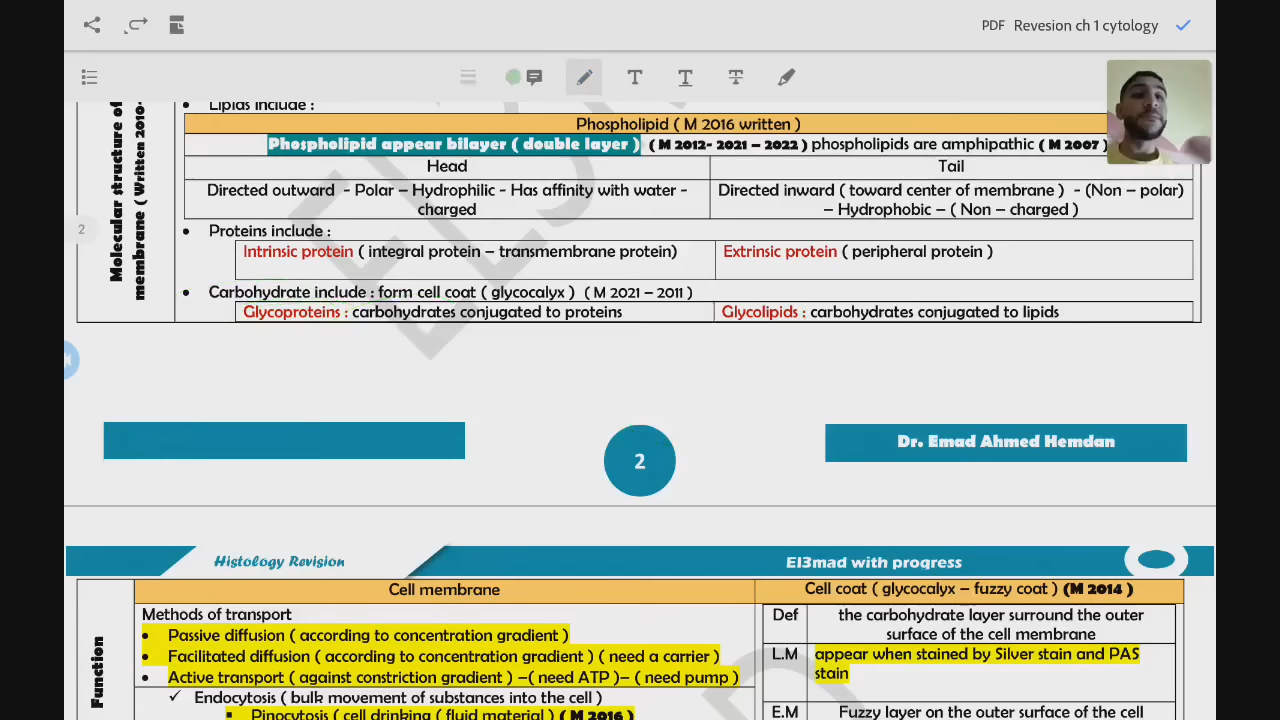 PDF Revesion ch 1 cytology
Lipids include :
Phospholipid ( M 2016 written )
Phospholipid appear bilayer ( double layer ) ( M 2012- 2021 – 2022 ) phospholipids are amphipathic ( M 2007 )
Head
Tail
Directed outward - Polar – Hydrophilic - Has affinity with water -
charged
Directed inward ( toward center of membrane ) - (Non – polar)
– Hydrophobic – ( Non – charged )
Molecular structure of
membrane ( Written 2010-
2
• Proteins include :
Intrinsic protein ( integral protein – transmembrane protein)
Extrinsic protein ( peripheral protein )
• Carbohydrate include : form cell coat ( glycocalyx ) ( M 2021 – 2011 )
Glycoproteins : carbohydrates conjugated to proteins
Glycolipids : carbohydrates conjugated to lipids
2
Dr. Emad Ahmed Hemdan
Histology Revision
El3mad with progress
Cell membrane
Cell coat ( glycocalyx – fuzzy coat ) (M 2014 )
Function
Methods of transport
• Passive diffusion ( according to concentration gradient )
• Facilitated diffusion ( according to concentration gradient ) ( need a carrier )
• Active transport ( against constriction gradient ) –( need ATP )– ( need pump )
✓ Endocytosis ( bulk movement of substances into the cell )
▪ Pinocytosis ( cell drinking ( fluid material ) ( M 2016 )
Def
the carbohydrate layer surround the outer
surface of the cell membrane
L.M
appear when stained by Silver stain and PAS
stain
E.M
Fuzzy layer on the outer surface of the cell